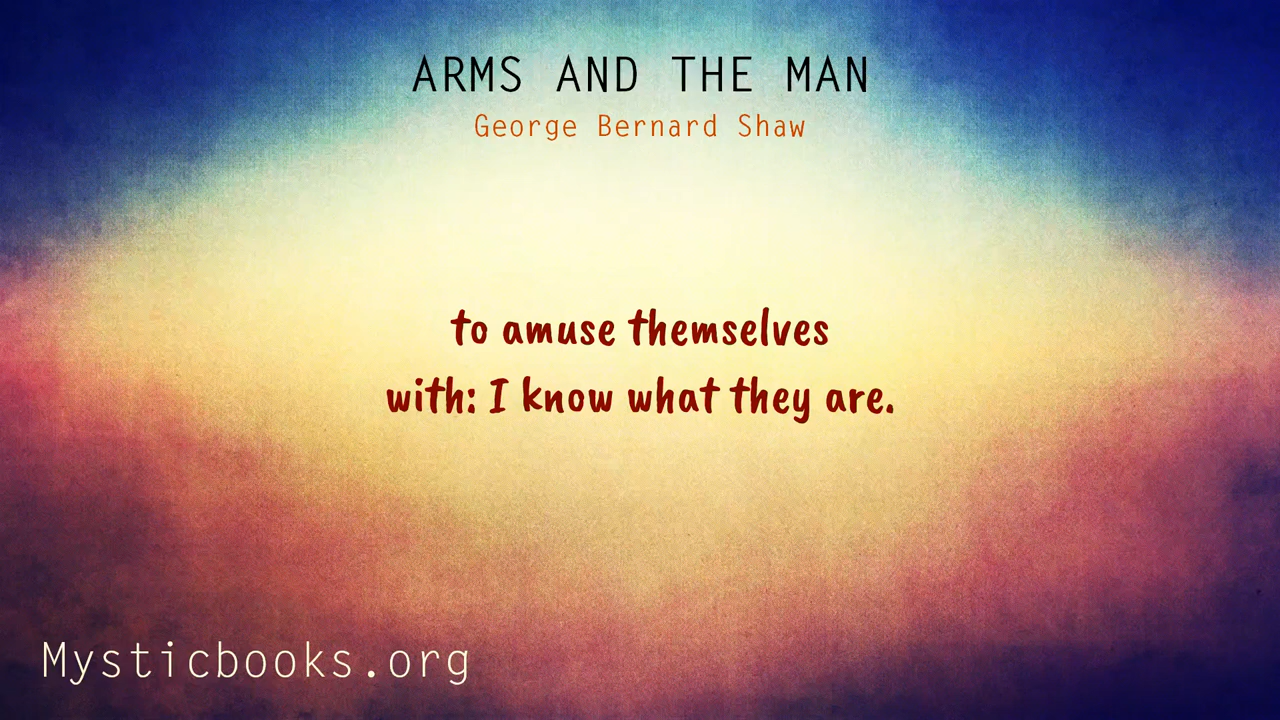 ARMS AND THE MAN
George Bernard Shaw
to amuse themselves
with: I know what they are.
Mysticbooks.org